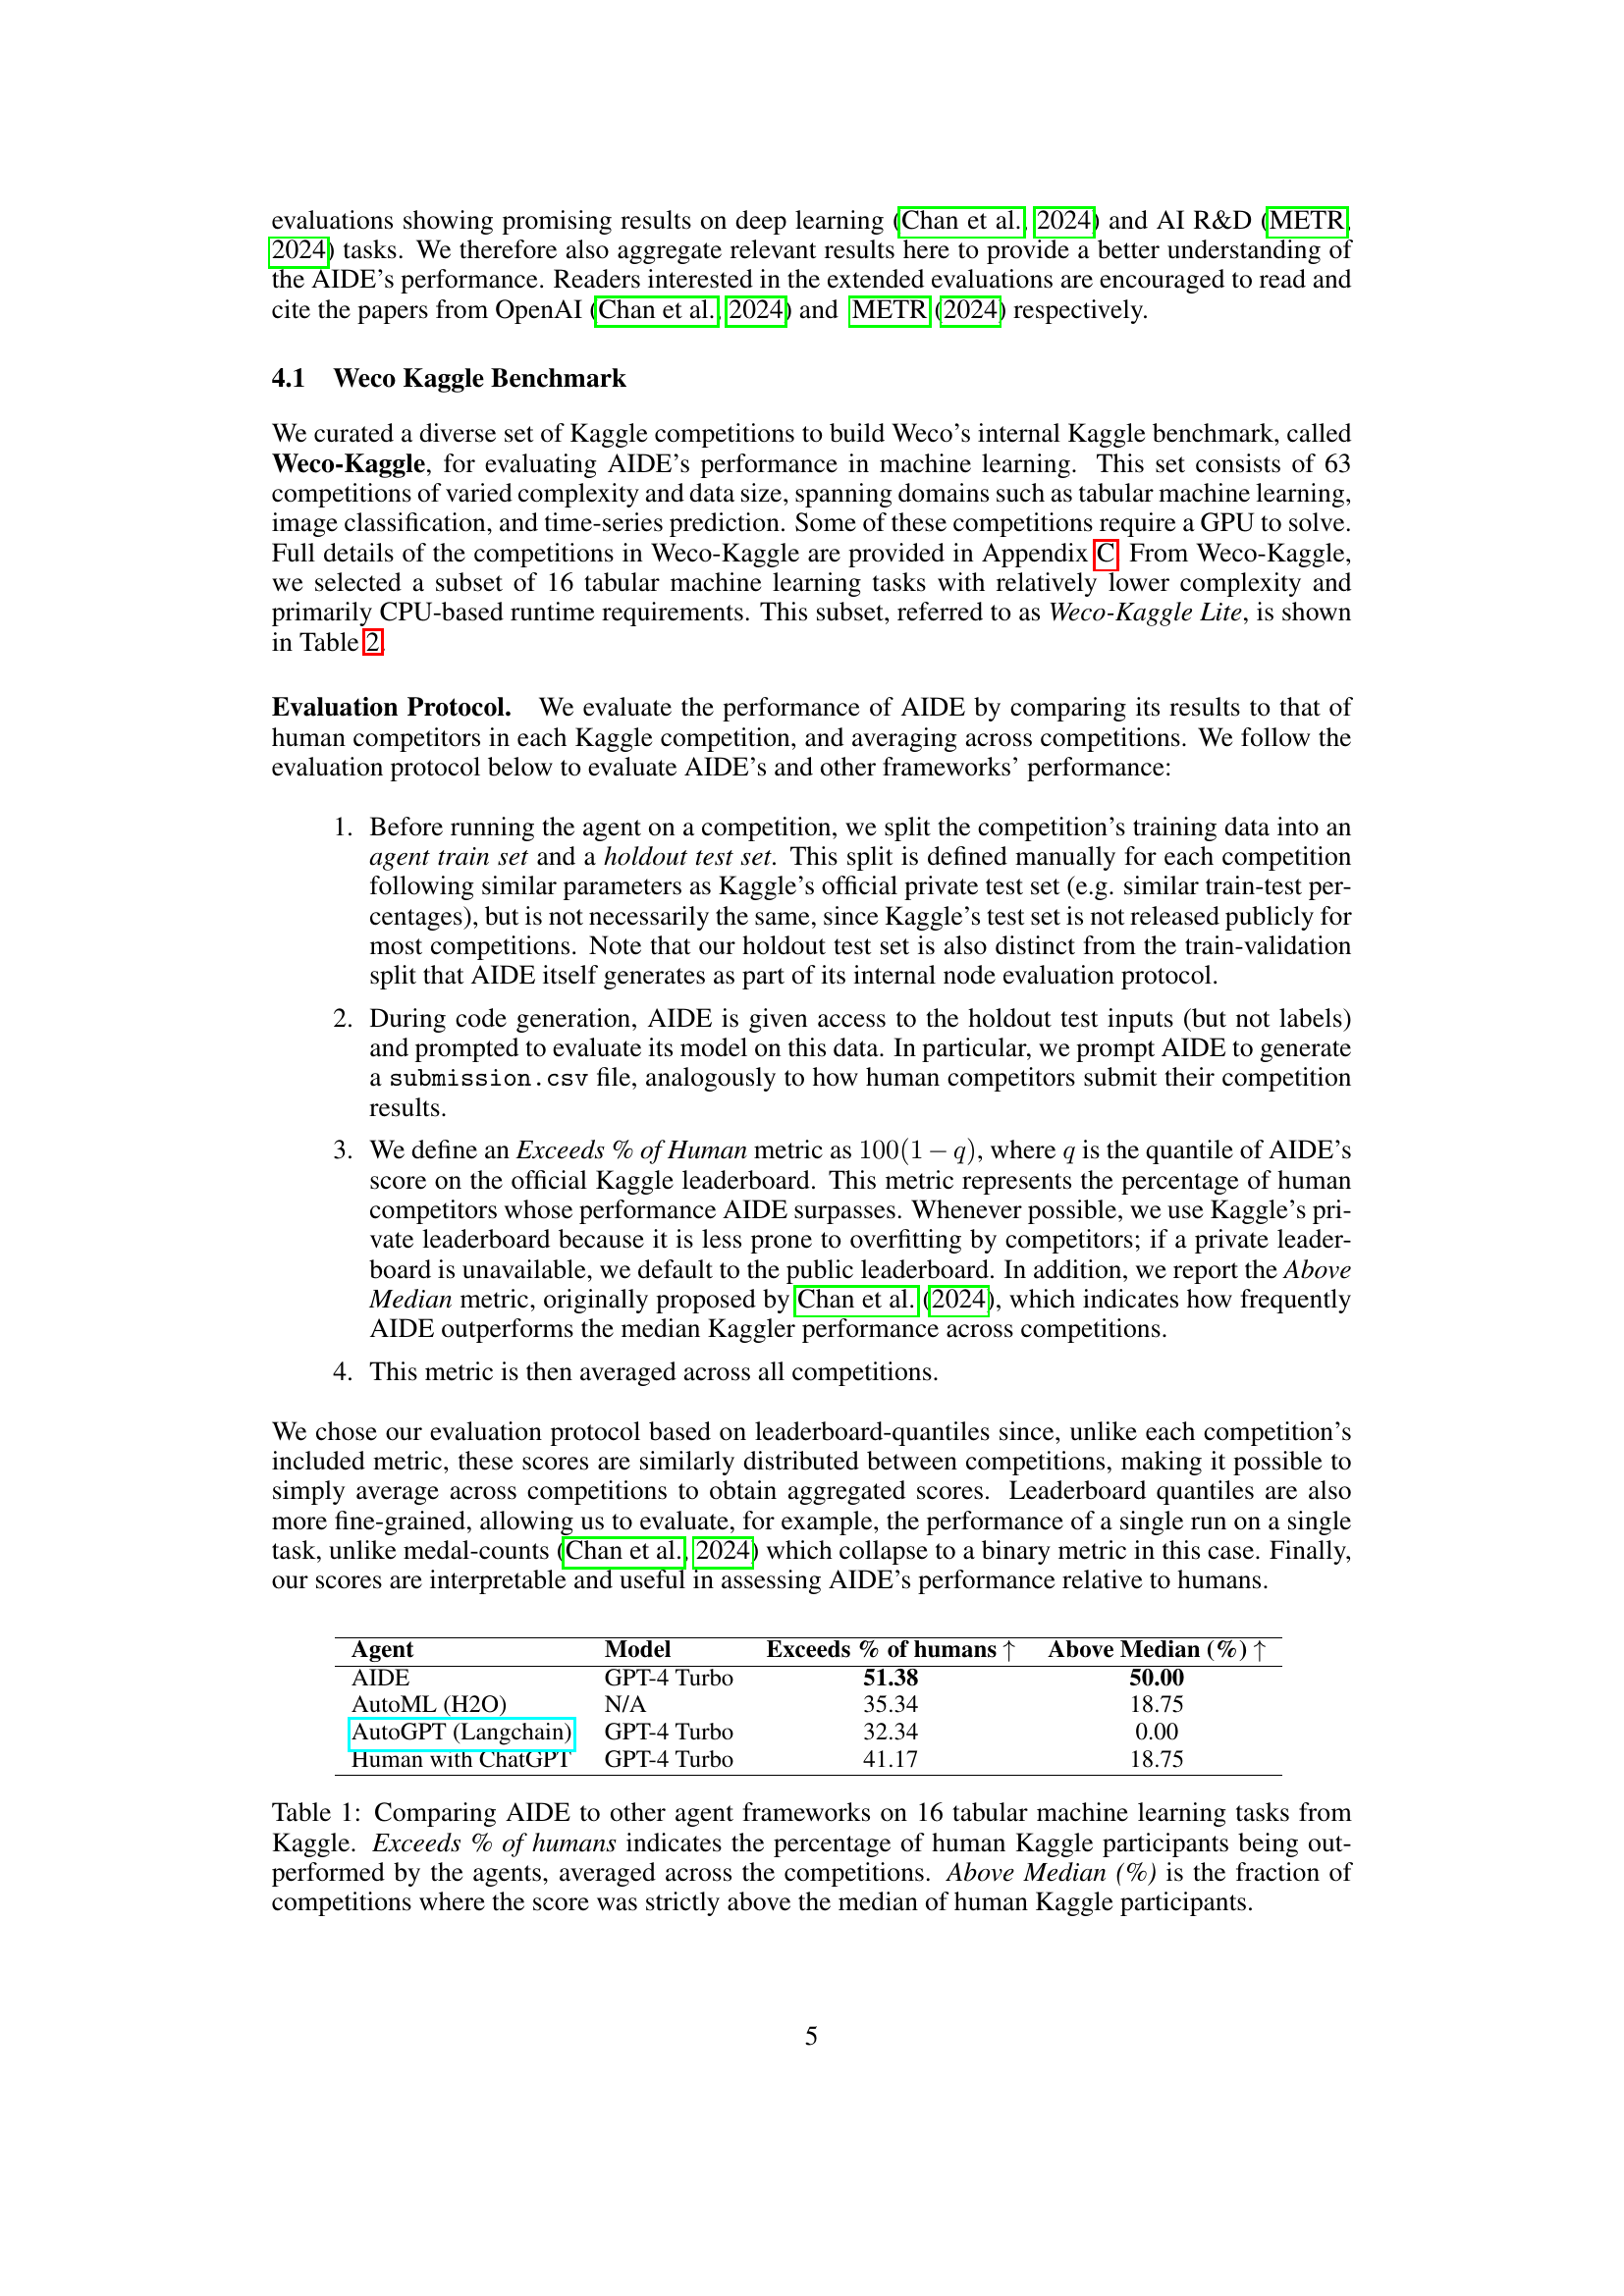 evaluations showing promising results on deep learning (Chan et al., 2024) and AI R&D (METR,
2024) tasks. We therefore also aggregate relevant results here to provide a better understanding of
the AIDE's performance. Readers interested in the extended evaluations are encouraged to read and
cite the papers from OpenAI (Chan et al., 2024) and METR (2024) respectively.
4.1 Weco Kaggle Benchmark
We curated a diverse set of Kaggle competitions to build Weco's internal Kaggle benchmark, called
Weco-Kaggle, for evaluating AIDE's performance in machine learning. This set consists of 63
competitions of varied complexity and data size, spanning domains such as tabular machine learning,
image classification, and time-series prediction. Some of these competitions require a GPU to solve.
Full details of the competitions in Weco-Kaggle are provided in Appendix C. From Weco-Kaggle,
we selected a subset of 16 tabular machine learning tasks with relatively lower complexity and
primarily CPU-based runtime requirements. This subset, referred to as Weco-Kaggle Lite, is shown
in Table 2.
Evaluation Protocol. We evaluate the performance of AIDE by comparing its results to that of
human competitors in each Kaggle competition, and averaging across competitions. We follow the
evaluation protocol below to evaluate AIDE's and other frameworks' performance:
1. Before running the agent on a competition, we split the competition's training data into an
agent train set and a holdout test set. This split is defined manually for each competition
following similar parameters as Kaggle's official private test set (e.g. similar train-test per-
centages), but is not necessarily the same, since Kaggle's test set is not released publicly for
most competitions. Note that our holdout test set is also distinct from the train-validation
split that AIDE itself generates as part of its internal node evaluation protocol.
2. During code generation, AIDE is given access to the holdout test inputs (but not labels)
and prompted to evaluate its model on this data. In particular, we prompt AIDE to generate
a submission.csv file, analogously to how human competitors submit their competition
results.
3. We define an Exceeds % of Human metric as 100(1 − q), where q is the quantile of AIDE's
score on the official Kaggle leaderboard. This metric represents the percentage of human
competitors whose performance AIDE surpasses. Whenever possible, we use Kaggle's pri-
vate leaderboard because it is less prone to overfitting by competitors; if a private leader-
board is unavailable, we default to the public leaderboard. In addition, we report the Above
Median metric, originally proposed by Chan et al. (2024), which indicates how frequently
AIDE outperforms the median Kaggler performance across competitions.
4. This metric is then averaged across all competitions.
We chose our evaluation protocol based on leaderboard-quantiles since, unlike each competition's
included metric, these scores are similarly distributed between competitions, making it possible to
simply average across competitions to obtain aggregated scores. Leaderboard quantiles are also
more fine-grained, allowing us to evaluate, for example, the performance of a single run on a single
task, unlike medal-counts (Chan et al., 2024) which collapse to a binary metric in this case. Finally,
our scores are interpretable and useful in assessing AIDE's performance relative to humans.
Agent Model Exceeds % of humans ↑ Above Median (%) ↑
AIDE GPT-4 Turbo 51.38 50.00
AutoML (H2O) N/A 35.34 18.75
AutoGPT (Langchain) GPT-4 Turbo 32.34 0.00
Human with ChatGPT GPT-4 Turbo 41.17 18.75
Table 1: Comparing AIDE to other agent frameworks on 16 tabular machine learning tasks from
Kaggle. Exceeds % of humans indicates the percentage of human Kaggle participants being out-
performed by the agents, averaged across the competitions. Above Median (%) is the fraction of
competitions where the score was strictly above the median of human Kaggle participants.
5